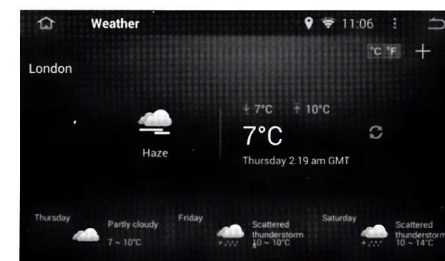 Weather 11:06
°C °F
London
7°C 10°C
7°C
Haze
Thursday 2:19 am GMT
Thursday
Partly cloudy
7 ~ 10°C
Friday
Scattered
thunderstorm
10 ~ 10°C
Saturday
Scattered
thunderstorm
10 ~ 14°C